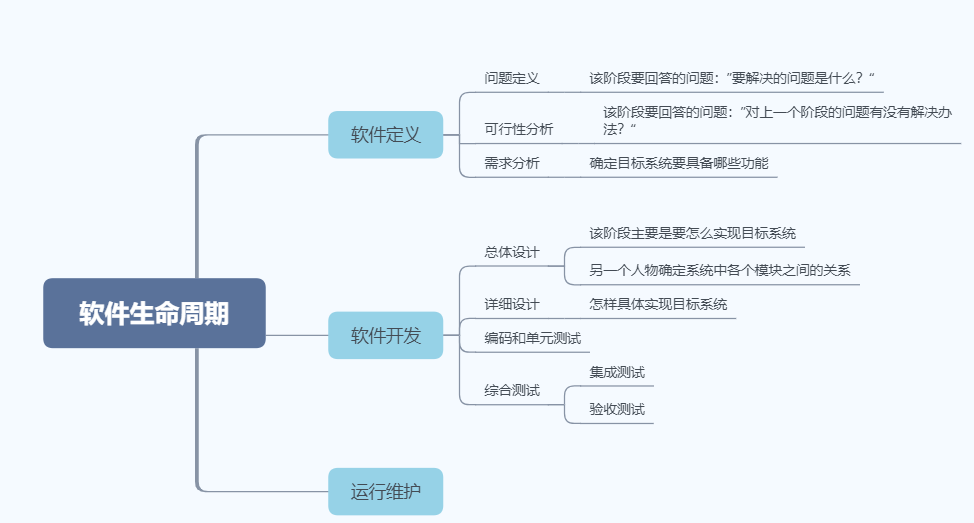 软件生命周期
软件定义
问题定义
该阶段要回答的问题：”要解决的问题是什么？“
可行性分析
该阶段要回答的问题：”对上一个阶段的问题有没有解决办
法？“
需求分析
确定目标系统要具备哪些功能
软件开发
总体设计
该阶段主要是要怎么实现目标系统
另一个人物确定系统中各个模块之间的关系
详细设计
怎样具体实现目标系统
编码和单元测试
综合测试
集成测试
验收测试
运行维护